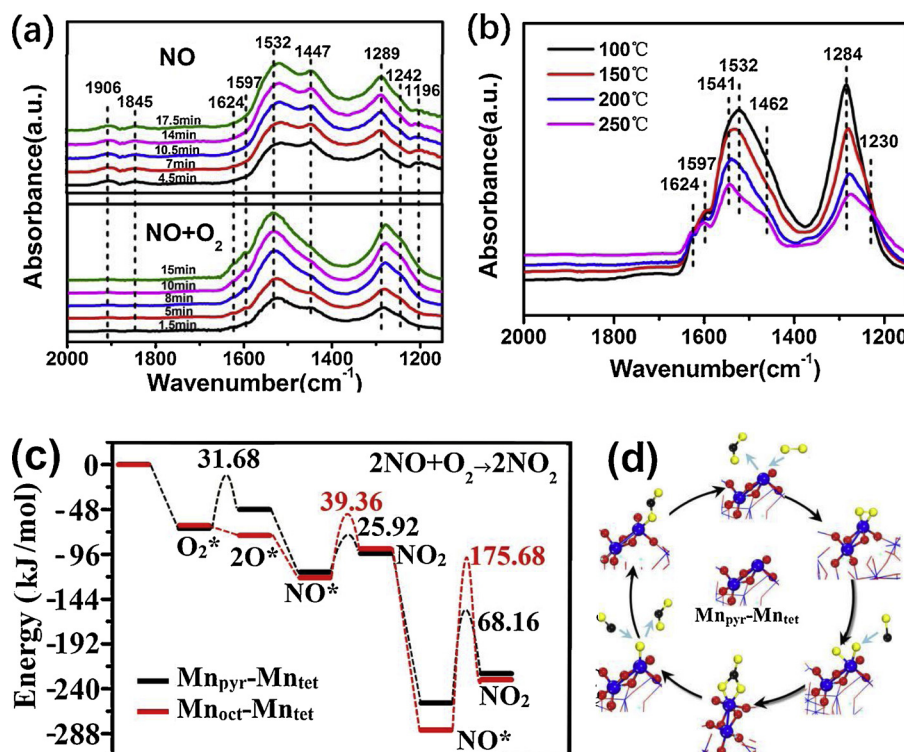 (a)
NO
1906
1845
1624
1597
1532
1447
1289
1242
1196
17.5min
14min
10.5min
7min
4.5min
NO+O₂
15min
10min
8min
5min
1.5min
Absorbance(a.u.)
2000 1800 1600 1400 1200
Wavenumber(cm⁻¹)
(b)
100℃
150℃
200℃
250℃
1624
1597
1541
1532
1462
1284
1230
Absorbance(a.u.)
2000 1800 1600 1400 1200
Wavenumber(cm⁻¹)
(c)
2NO+O₂→2NO₂
Energy (kJ/mol)
0
-48
-96
-144
-192
-240
-288
31.68
O₂*
2O*
NO*
39.36
25.92
NO₂
175.68
68.16
NO₂
NO*
Mnpyr-Mntet
Mnoct-Mntet
(d)
Mnpyr-Mntet